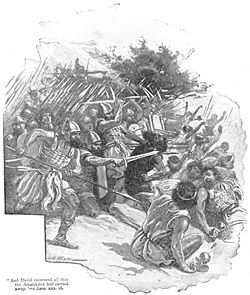 "And David recovered all that
the Amalekites had carried
away."—1 Sam. xxx. 18.